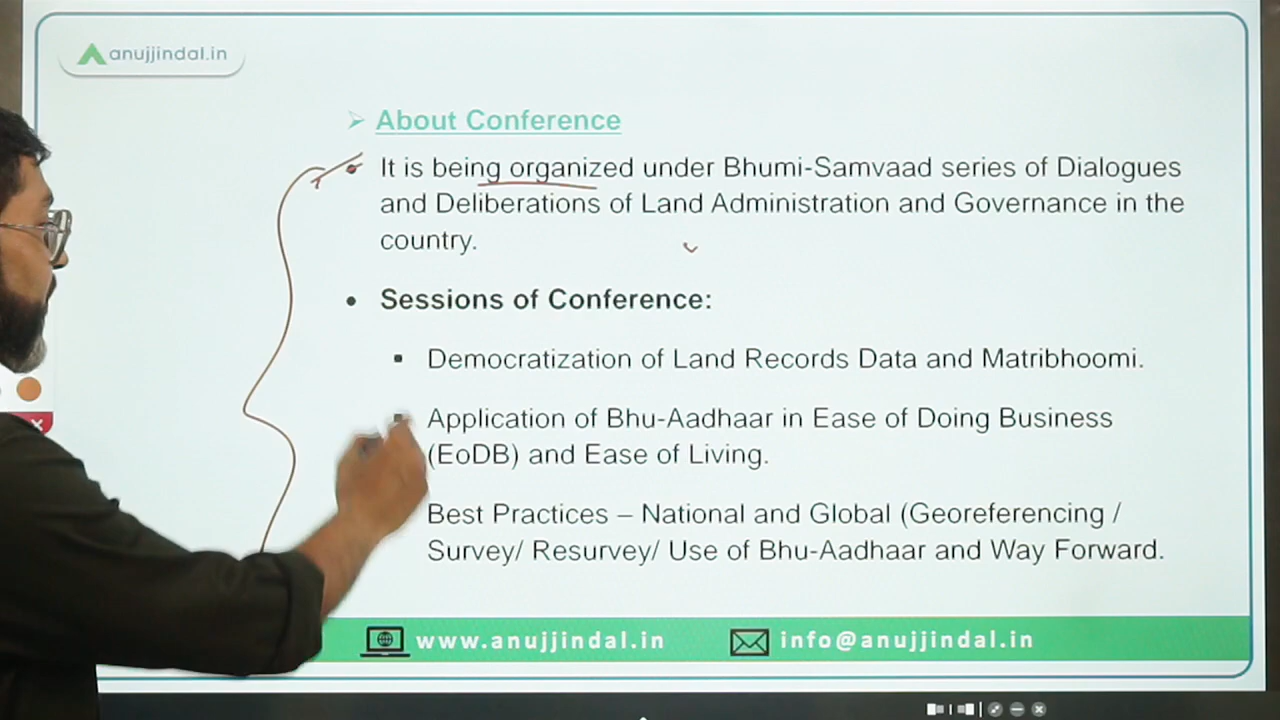 anujjindal.in
About Conference
It is being organized under Bhumi-Samvaad series of Dialogues
and Deliberations of Land Administration and Governance in the
country.
Sessions of Conference:
Democratization of Land Records Data and Matribhoomi.
Application of Bhu-Aadhaar in Ease of Doing Business
(EoDB) and Ease of Living.
Best Practices – National and Global (Georeferencing /
Survey/ Resurvey/ Use of Bhu-Aadhaar and Way Forward.
www.anujjindal.in
info@anujjindal.in